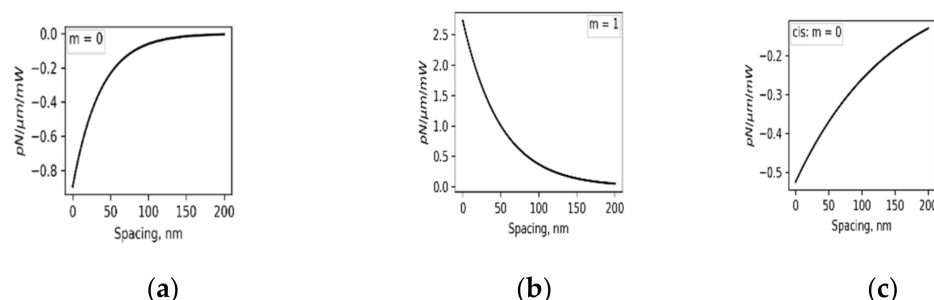 m = 0
0.0
−0.2
−0.4
−0.6
−0.8
pN/μm/mW
0 50 100 150 200
Spacing, nm
(a)
m = 1
2.5
2.0
1.5
1.0
0.5
0.0
pN/μm/mW
0 50 100 150 200
Spacing, nm
(b)
cis: m = 0
−0.2
−0.3
−0.4
−0.5
pN/μm/mW
0 50 100 150 200
Spacing, nm
(c)